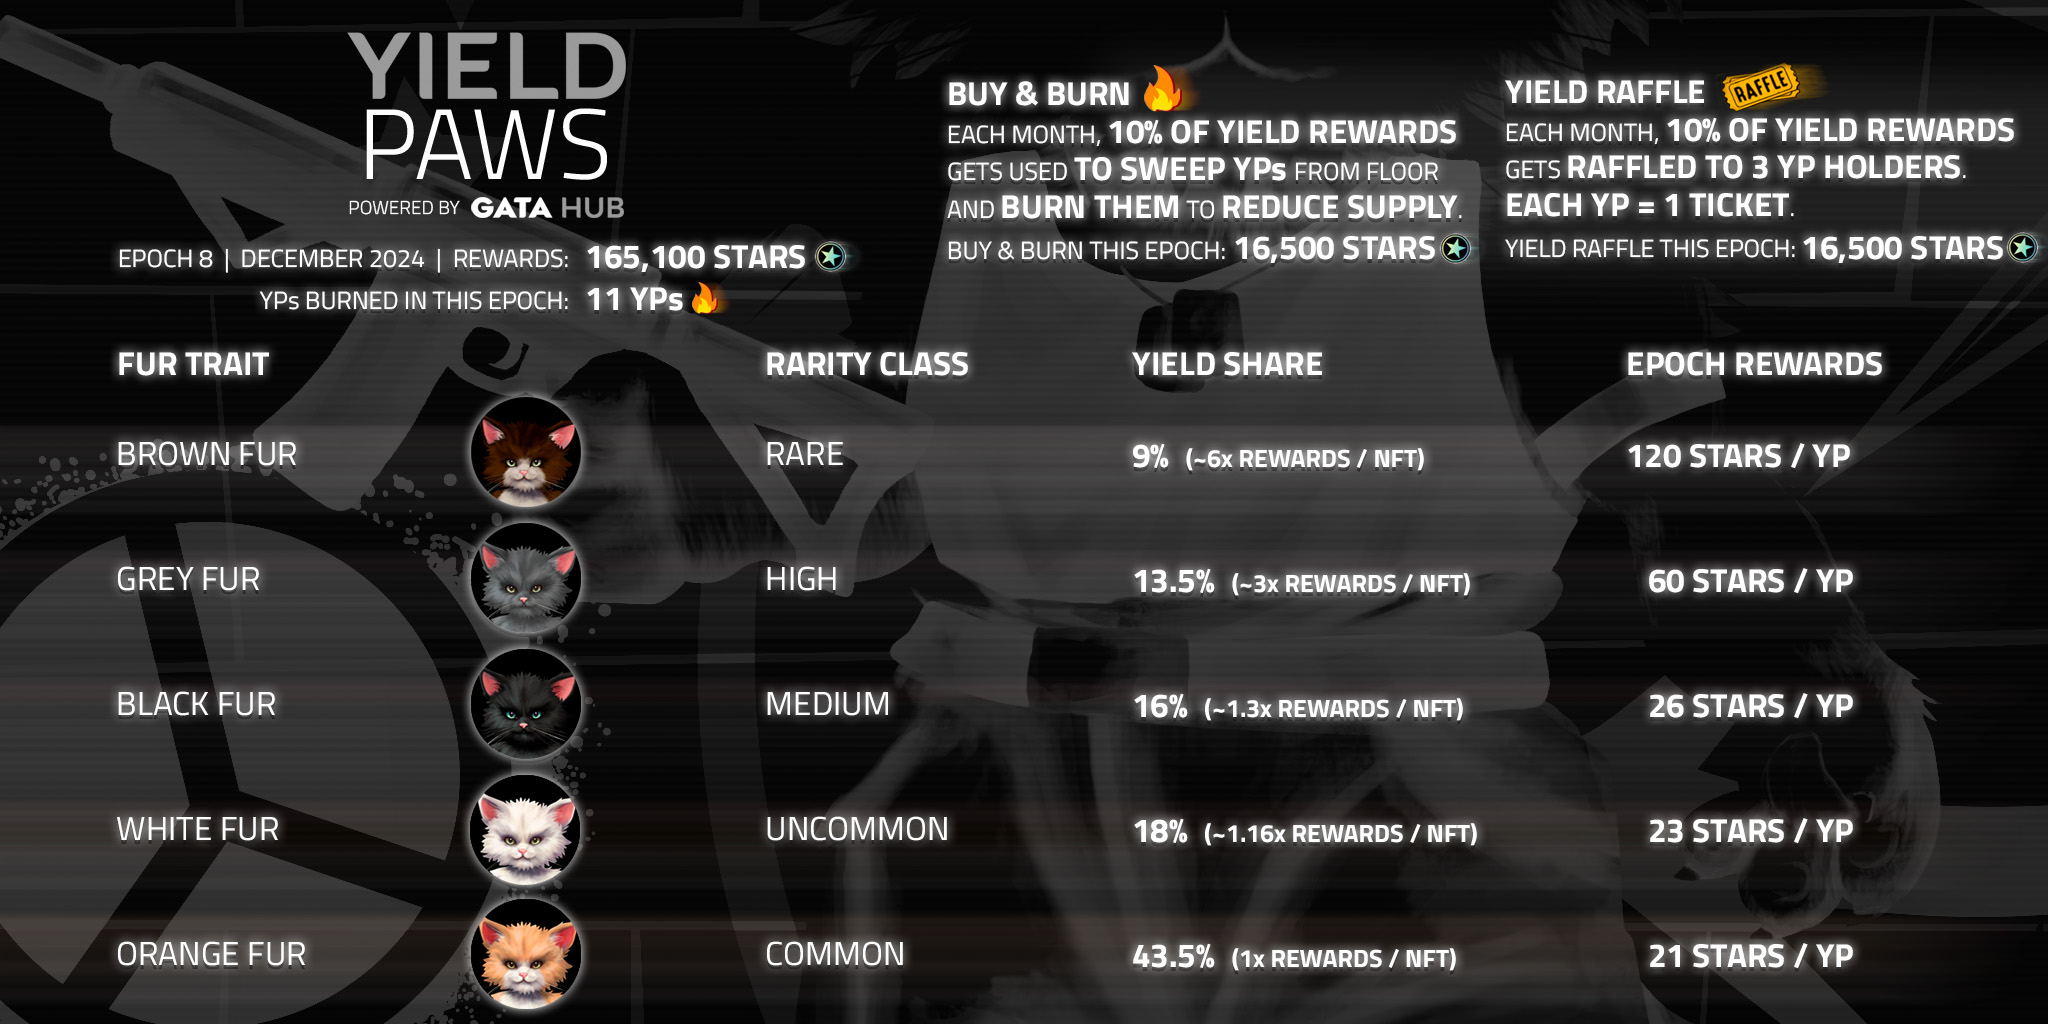 YIELD
PAWS
POWERED BY GATA HUB
EPOCH 8 | DECEMBER 2024 | REWARDS: 165,100 STARS
YPs BURNED IN THIS EPOCH: 11 YPs
BUY & BURN
EACH MONTH, 10% OF YIELD REWARDS
GETS USED TO SWEEP YPs FROM FLOOR
AND BURN THEM TO REDUCE SUPPLY.
BUY & BURN THIS EPOCH: 16,500 STARS
YIELD RAFFLE RAFFLE
EACH MONTH, 10% OF YIELD REWARDS
GETS RAFFLED TO 3 YP HOLDERS.
EACH YP = 1 TICKET.
YIELD RAFFLE THIS EPOCH: 16,500 STARS
FUR TRAIT RARITY CLASS YIELD SHARE EPOCH REWARDS
BROWN FUR RARE 9% (~6x REWARDS / NFT) 120 STARS / YP
GREY FUR HIGH 13.5% (~3x REWARDS / NFT) 60 STARS / YP
BLACK FUR MEDIUM 16% (~1.3x REWARDS / NFT) 26 STARS / YP
WHITE FUR UNCOMMON 18% (~1.16x REWARDS / NFT) 23 STARS / YP
ORANGE FUR COMMON 43.5% (1x REWARDS / NFT) 21 STARS / YP